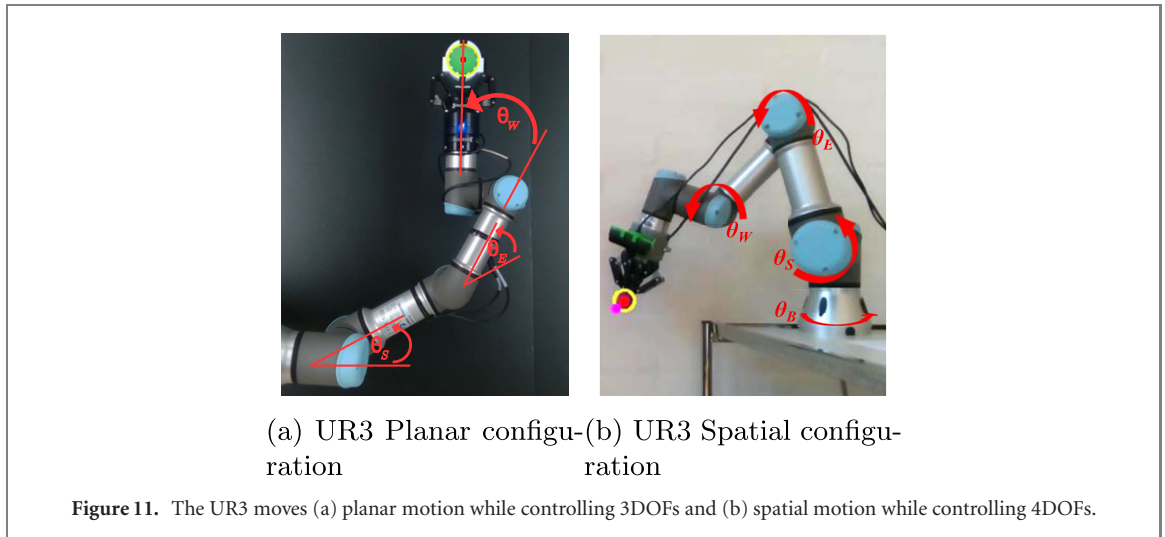 θW
θE
θS
θE
θW
θS
θB
(a) UR3 Planar configu-
ration
(b) UR3 Spatial configu-
ration
Figure 11. The UR3 moves (a) planar motion while controlling 3DOFs and (b) spatial motion while controlling 4DOFs.